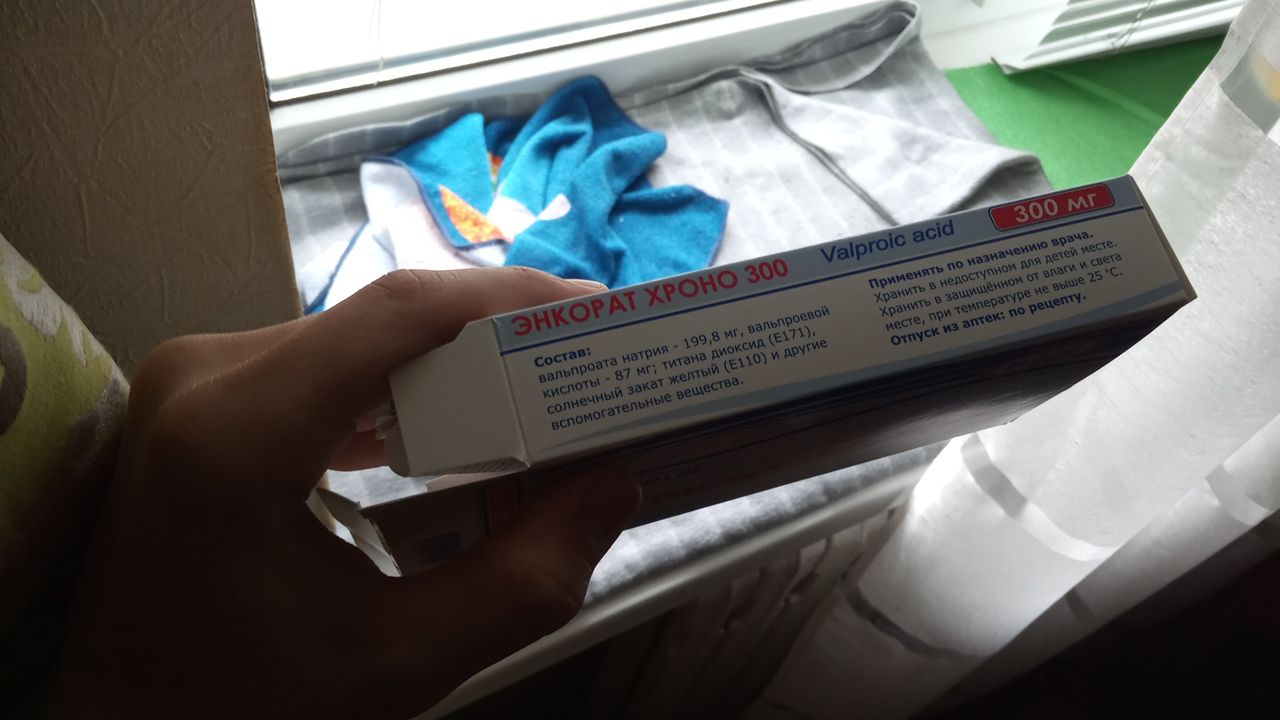 ЭНКОРАТ ХРОНО 300
Valproic acid
300 мг
Состав:
вальпроата натрия - 199,8 мг, вальпроевой
кислоты - 87 мг; титана диоксид (E171),
солнечный закат желтый (E110) и другие
вспомогательные вещества.
Применять по назначению врача.
Хранить в недоступном для детей месте.
Хранить в защищённом от влаги и света
месте, при температуре не выше 25 °С.
Отпуск из аптек: по рецепту.